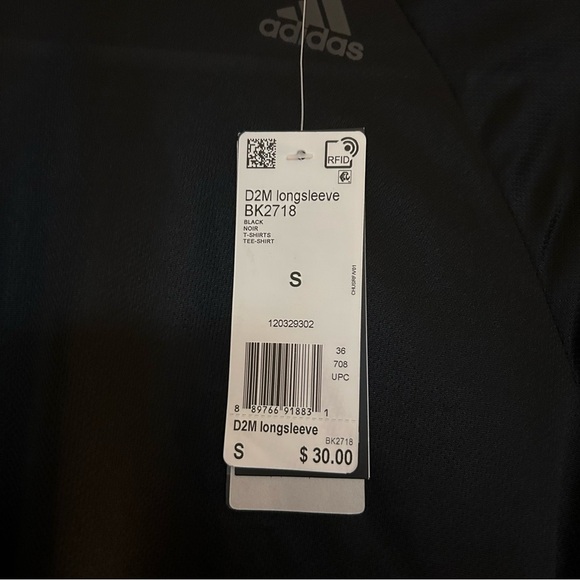 adidas
RFID
D2M longsleeve
BK2718
BLACK
NOIR
T-SHIRTS
TEE-SHIRT
S
120329302
36
708
UPC
8 89766 91883 1
D2M longsleeve
BK2718
S $ 30.00